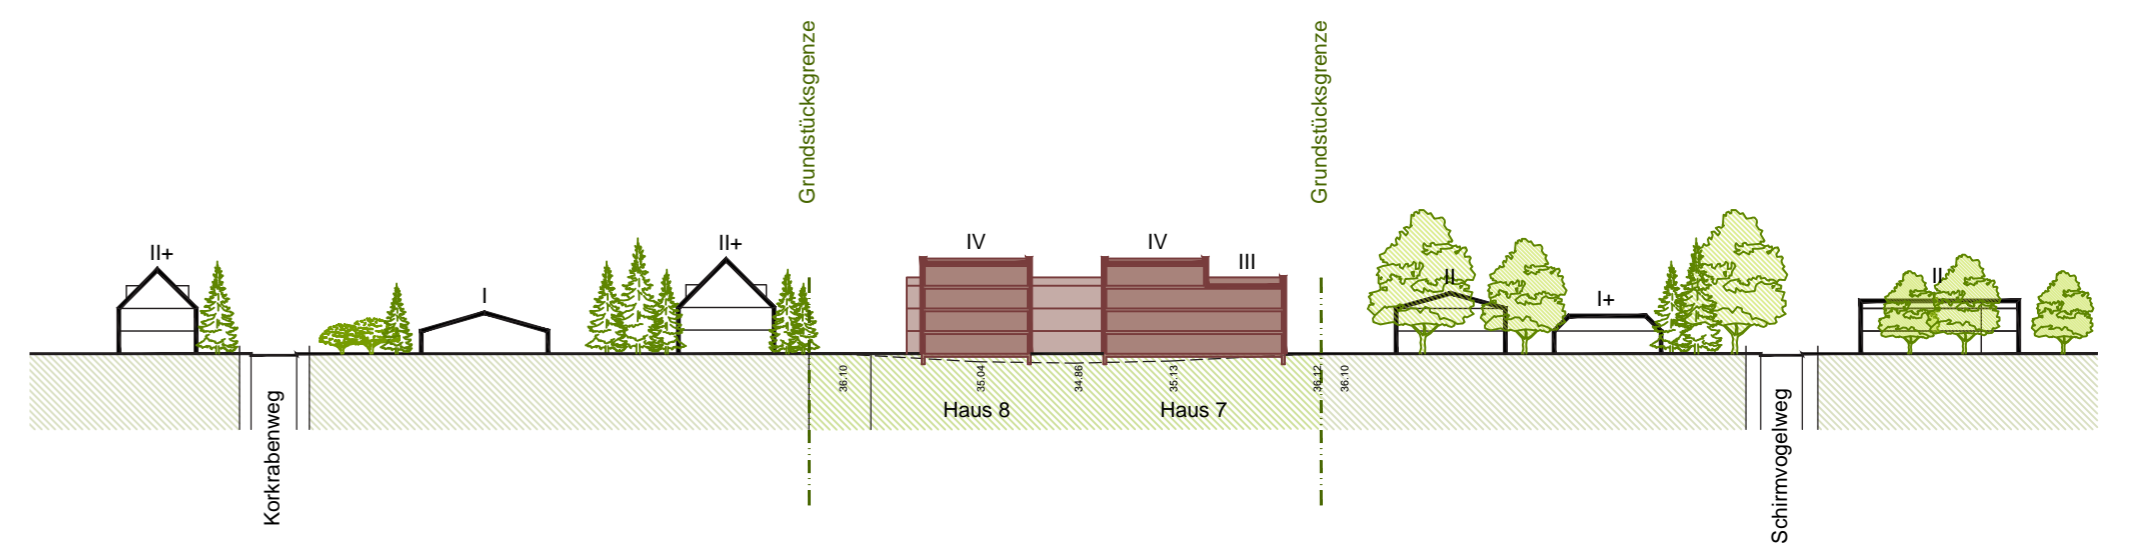 Grundstücksgrenze
Grundstücksgrenze
II+
I
II+
IV
IV
III
II
I+
II
36.10
35.04
34.86
35.13
36.12
36.10
Haus 8
Haus 7
Korkrabenweg
Schirmvogelweg